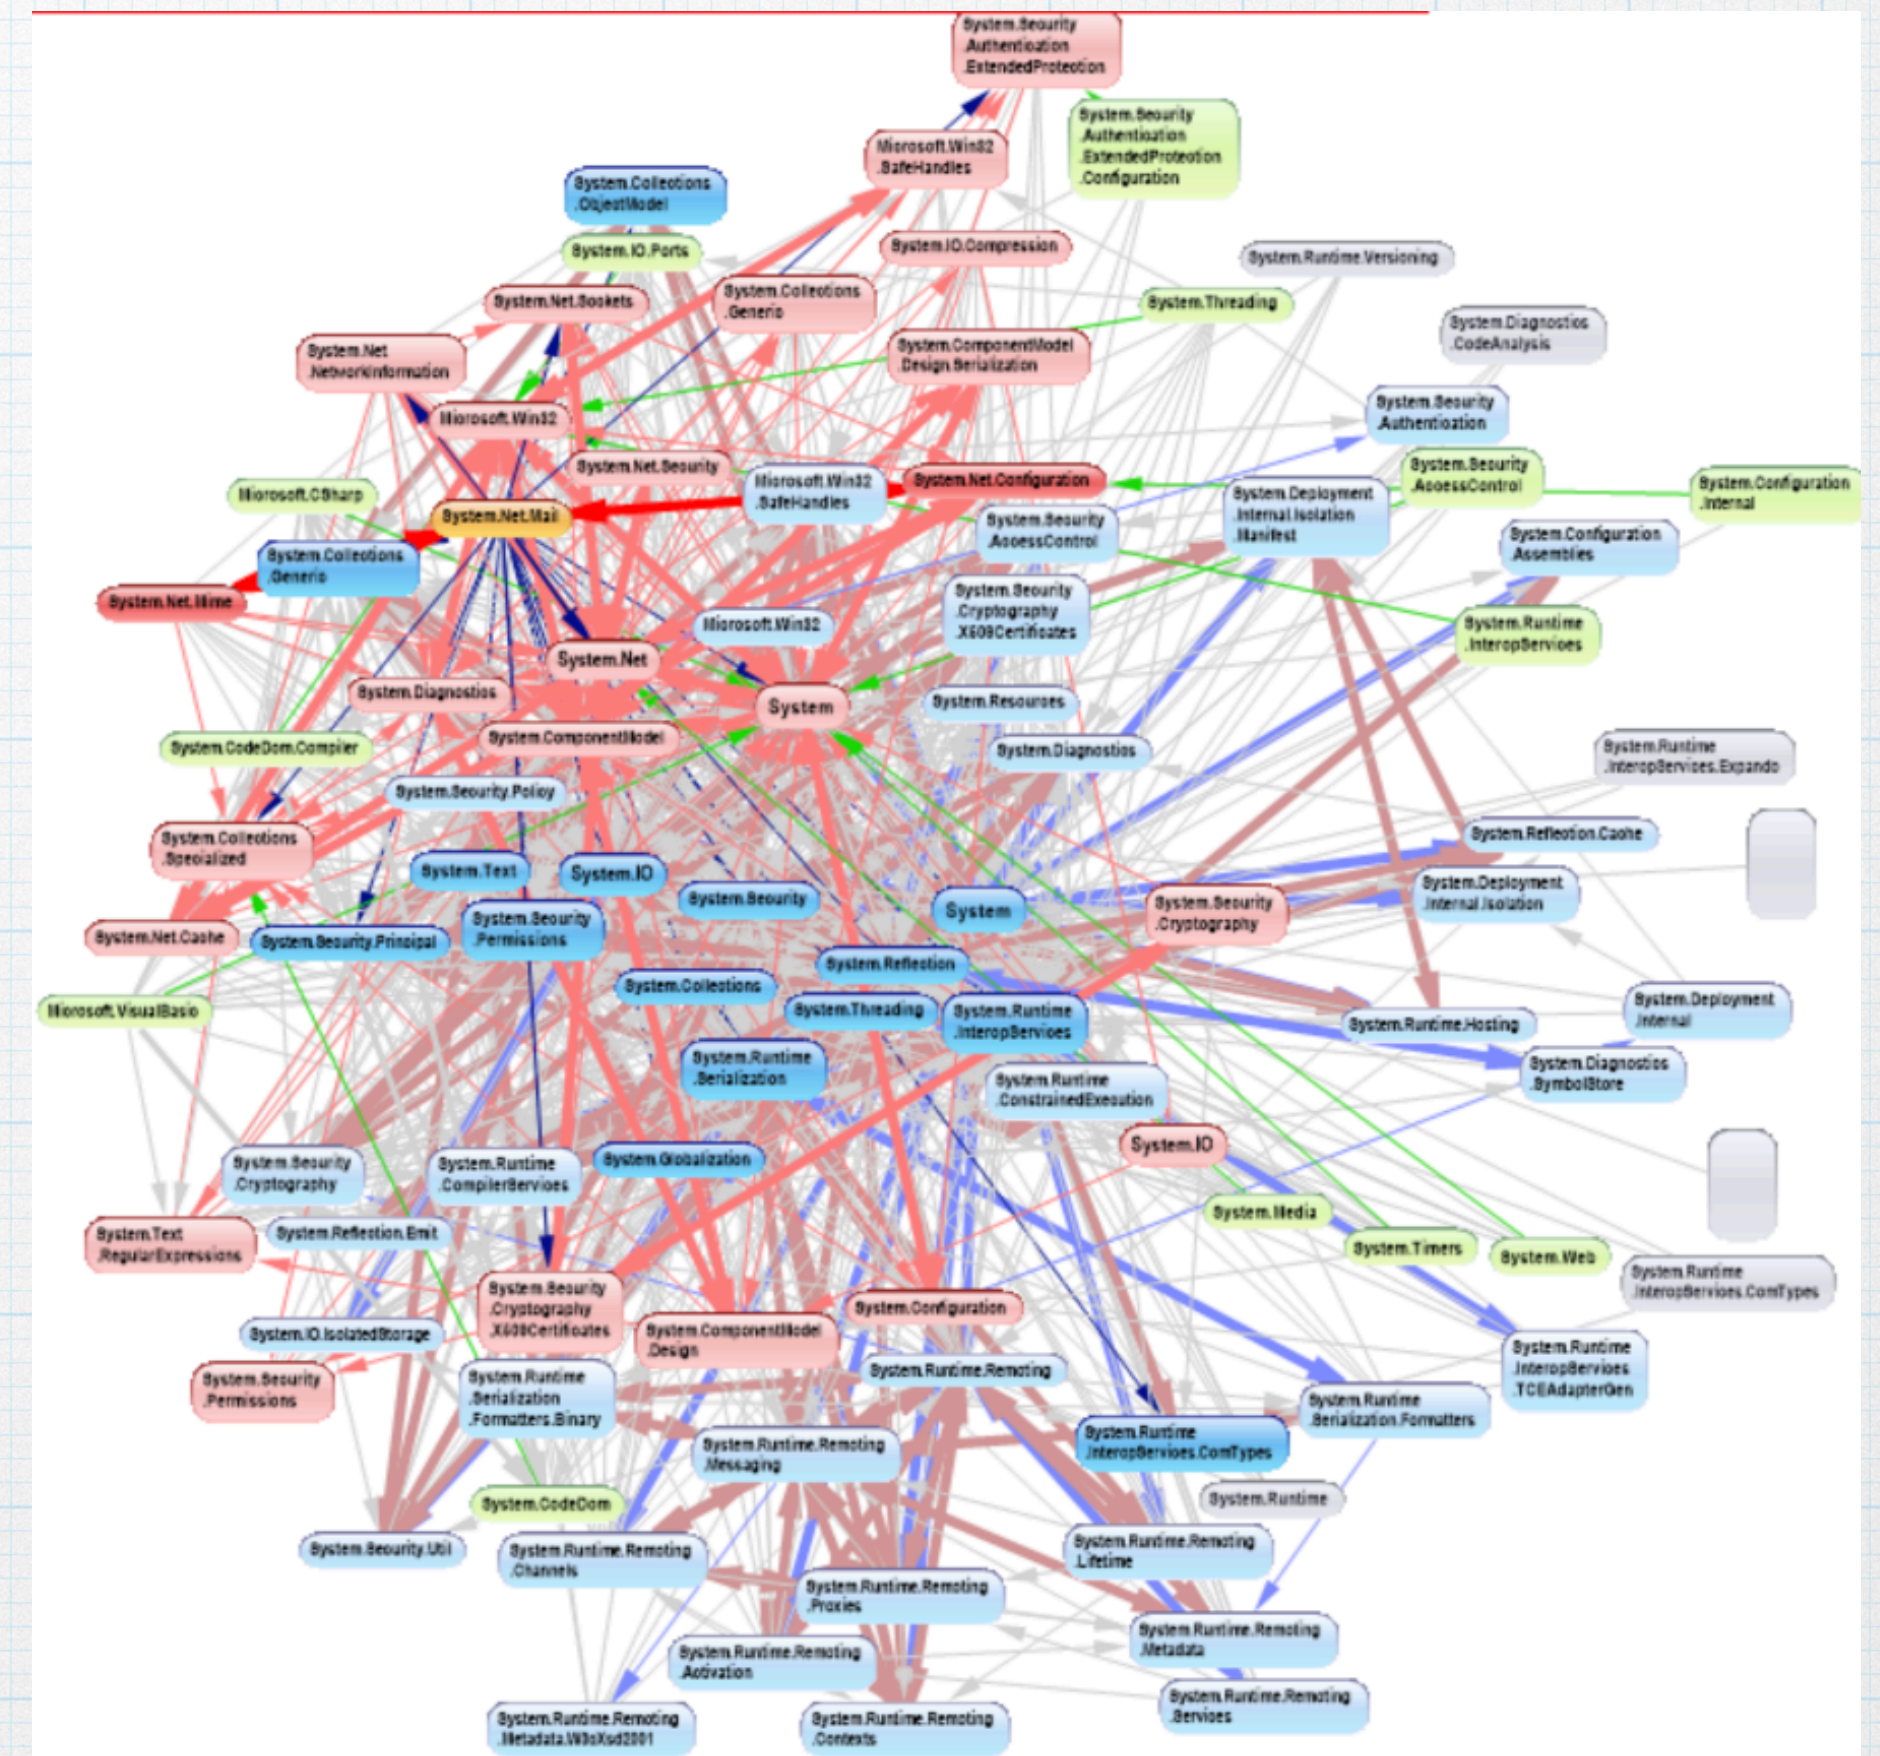 System.Security
.Authentication
.ExtendedProtection
System.Security
.Authentication
.ExtendedProtection
.Configuration
Microsoft.Win32
.SafeHandles
System.Collections
.ObjectModel
System.IO.Ports
System.IO.Compression
System.Runtime.Versioning
System.Net.Sockets
System.Collections
.Generic
System.Threading
System.Diagnostics
.CodeAnalysis
System.Net
.NetworkInformation
System.ComponentModel
.Design.Serialization
Microsoft.Win32
System.Security
.Authentication
System.Net.Security
Microsoft.Win32
.SafeHandles
System.Net.Configuration
System.Security
.AccessControl
System.Configuration
.Internal
Microsoft.CSharp
System.Net.Mail
System.Security
.AccessControl
System.Deployment
.Internal.Isolation
.Manifest
System.Configuration
.Assemblies
System.Collections
.Generic
System.Net.Mime
System.Security
.Cryptography
.X509Certificates
Microsoft.Win32
System.Runtime
.InteropServices
System.Net
System.Diagnostics
System
System.Resources
System.CodeDom.Compiler
System.ComponentModel
System.Diagnostics
System.Runtime
.InteropServices.Expando
System.Security.Policy
System.Collections
.Specialized
System.Reflection.Cache
System.Text
System.IO
System.Security
System
System.Security
.Cryptography
System.Deployment
.Internal.Isolation
System.Net.Cache
System.Security.Principal
System.Security
.Permissions
System.Reflection
System.Collections
Microsoft.VisualBasic
System.Threading
System.Runtime
.InteropServices
System.Runtime.Hosting
System.Deployment
.Internal
System.Runtime
.Serialization
System.Runtime
.ConstrainedExecution
System.Diagnostics
.SymbolStore
System.Security
.Cryptography
System.Runtime
.CompilerServices
System.Globalization
System.IO
System.Text
.RegularExpressions
System.Reflection.Emit
System.Media
System.Timers
System.Web
System.Runtime
.InteropServices.ComTypes
System.Security
.Cryptography
.X509Certificates
System.IO.IsolatedStorage
System.ComponentModel
.Design
System.Configuration
System.Security
.Permissions
System.Runtime
.Serialization
.Formatters.Binary
System.Runtime.Remoting
System.Runtime
.InteropServices
.TCEAdapterGen
System.Runtime
.Serialization.Formatters
System.Runtime.Remoting
.Messaging
System.Runtime
.InteropServices.ComTypes
System.CodeDom
System.Runtime
System.Security.Util
System.Runtime.Remoting
.Channels
System.Runtime.Remoting
.Lifetime
System.Runtime.Remoting
.Proxies
System.Runtime.Remoting
.Metadata
System.Runtime.Remoting
.Activation
System.Runtime.Remoting
.Services
System.Runtime.Remoting
.Metadata.W3cXsd2001
System.Runtime.Remoting
.Contexts